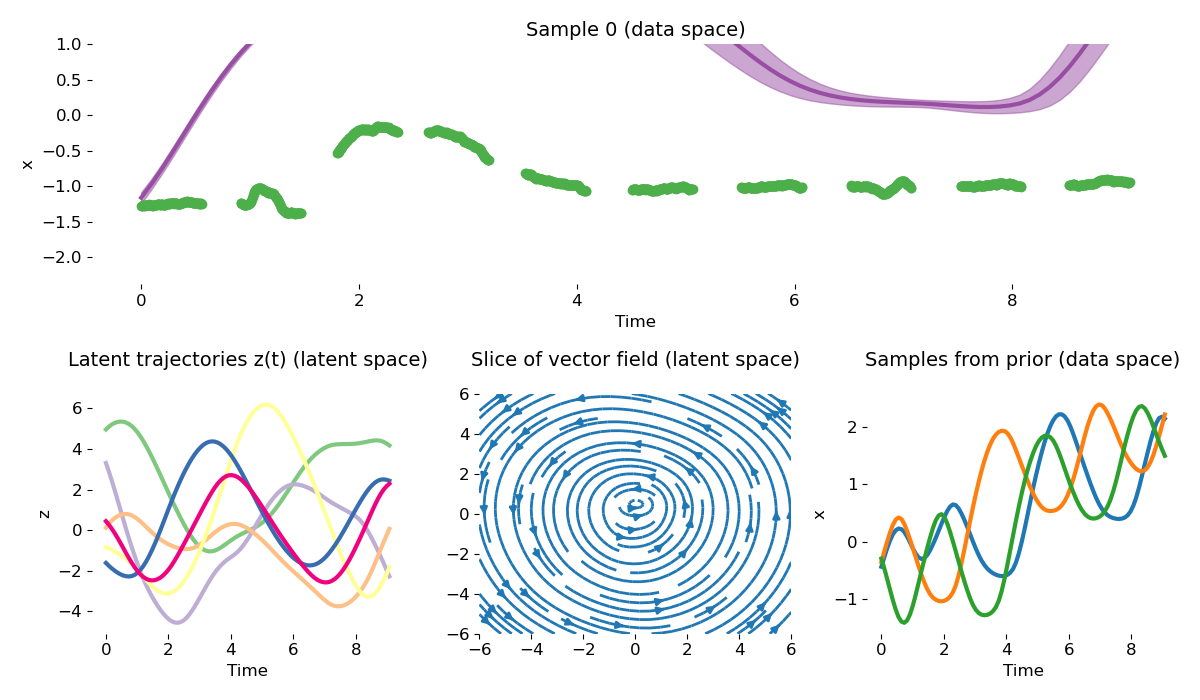 Sample 0 (data space)
1.0
0.5
0.0
−0.5
−1.0
−1.5
−2.0
x
0 2 4 6 8
Time
Latent trajectories z(t) (latent space)
6
4
2
0
−2
−4
z
0 2 4 6 8
Time
Slice of vector field (latent space)
6
4
2
0
−2
−4
−6
−6 −4 −2 0 2 4 6
Samples from prior (data space)
2
1
0
−1
x
0 2 4 6 8
Time